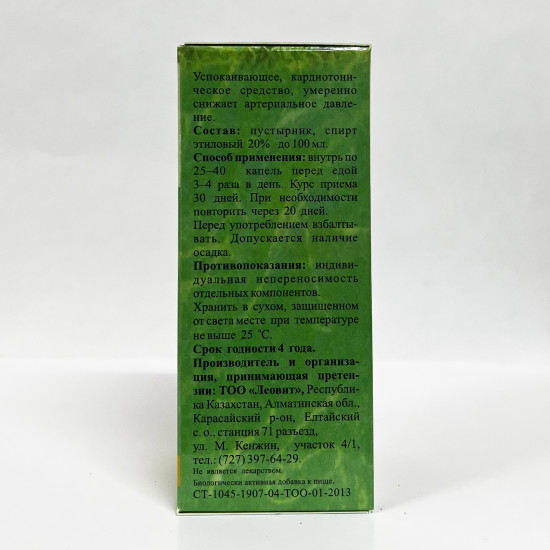 Успокаивающее, кардиотони-
ческое средство, умеренно
снижает артериальное давле-
ние.
Состав: пустырник, спирт
этиловый 20% до 100 мл.
Способ применения: внутрь по
25–40 капель перед едой
3–4 раза в день. Курс приема
30 дней. При необходимости
повторить через 20 дней.
Перед употреблением взбалты-
вать. Допускается наличие
осадка.
Противопоказания: индиви-
дуальная непереносимость
отдельных компонентов.
Хранить в сухом, защищенном
от света месте при температуре
не выше 25 °С.
Срок годности 4 года.
Производитель и организа-
ция, принимающая претен-
зии: ТОО «Леовит», Республи-
ка Казахстан, Алматинская обл.,
Карасайский р-он, Елтайский
с. о., станция 71 разъезд,
ул. М. Кенжин, участок 4/1,
тел.: (727) 397-64-29.
Не является лекарством.
Биологически активная добавка к пище.
СТ-1045-1907-04-ТОО-01-2013